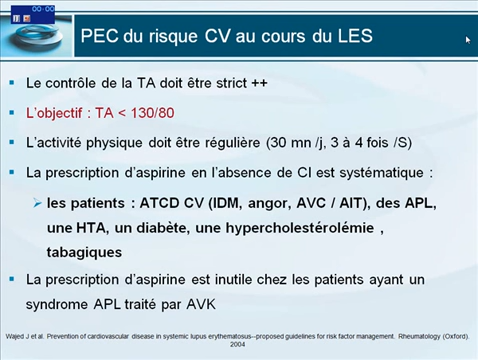 00:00
PEC du risque CV au cours du LES
▪ Le contrôle de la TA doit être strict ++
▪ L'objectif : TA < 130/80
▪ L'activité physique doit être régulière (30 mn /j, 3 à 4 fois /S)
▪ La prescription d'aspirine en l'absence de CI est systématique :
➢ les patients : ATCD CV (IDM, angor, AVC / AIT), des APL,
une HTA, un diabète, une hypercholestérolémie ,
tabagiques
▪ La prescription d'aspirine est inutile chez les patients ayant un
syndrome APL traité par AVK
Wajed J et al. Prevention of cardiovascular disease in systemic lupus erythematosus--proposed guidelines for risk factor management. Rheumatology (Oxford).
2004